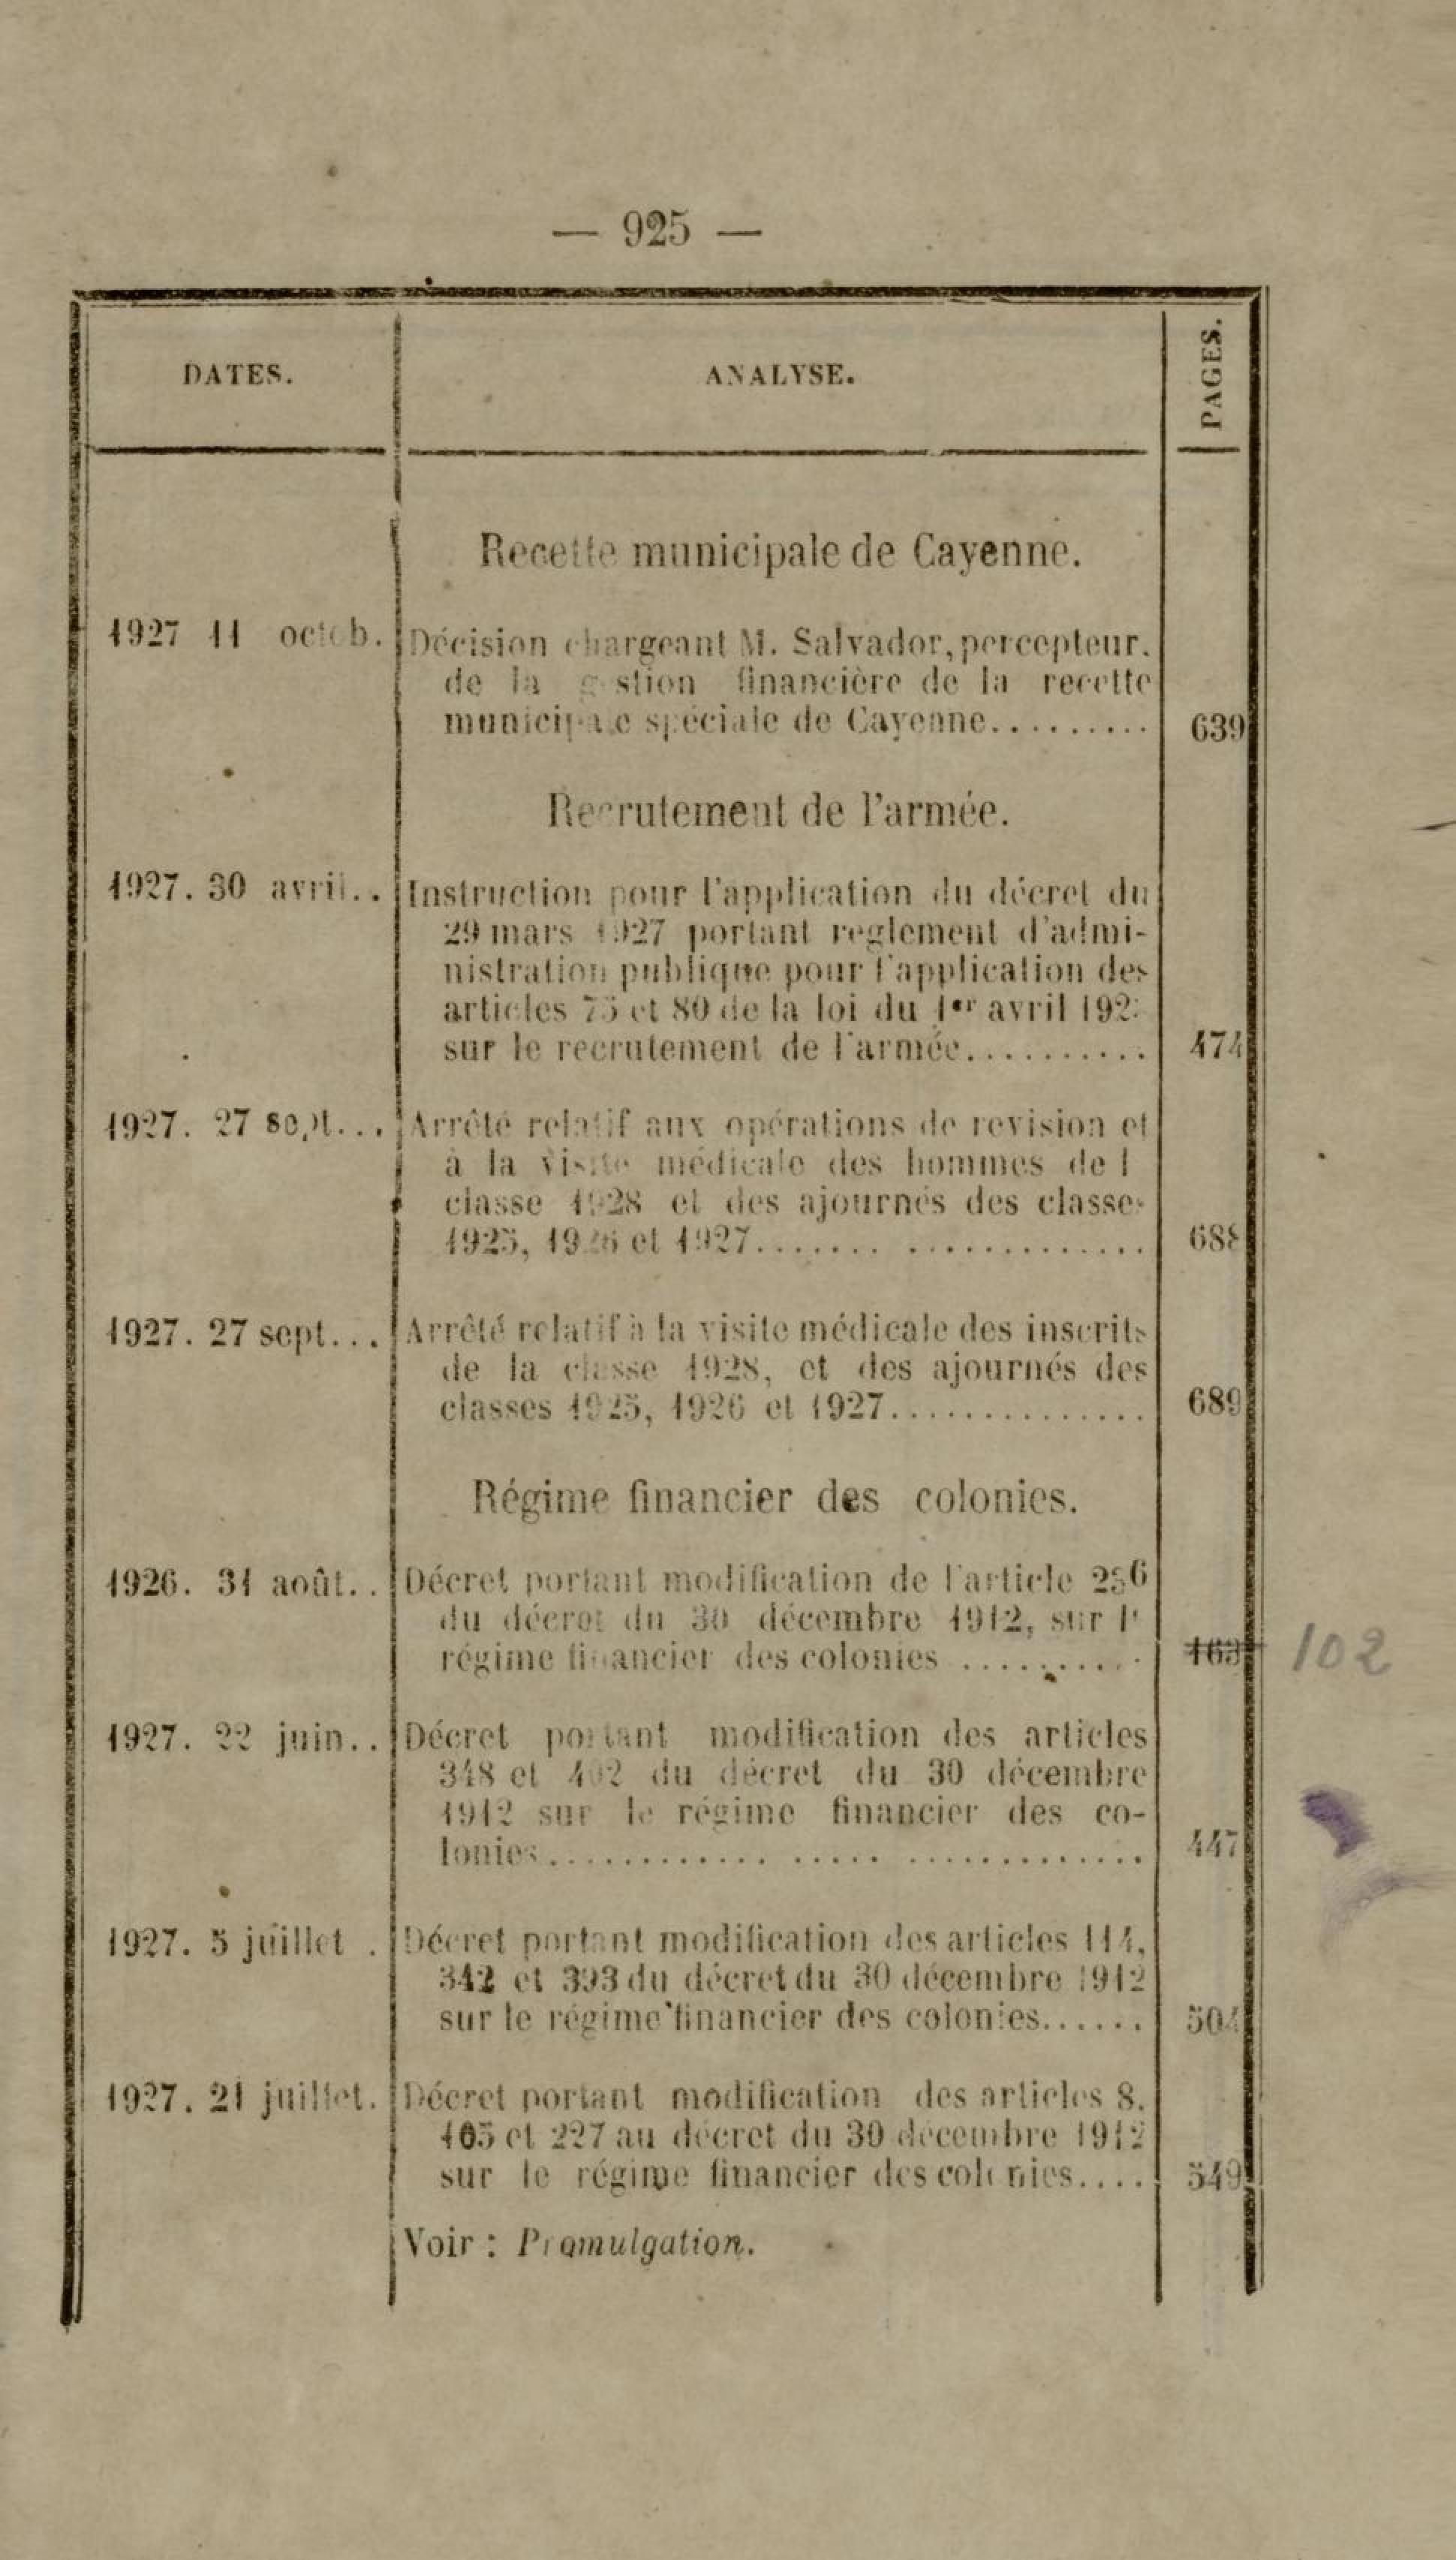 — 925 —
DATES. ANALYSE. PAGES.
Recette municipale de Cayenne.
1927 11 octob. Décision chargeant M. Salvador, percepteur.
de la gestion financière de la recette
municipale spéciale de Cayenne.......... 639
Recrutement de l'armée.
1927. 30 avril.. Instruction pour l'application du décret du
29 mars 1927 portant reglement d'admi-
nistration publique pour l'application des
articles 75 et 80 de la loi du 1er avril
sur le recrutement de l'armée.......... 474
1927. 27 sept... Arrêté relatif aux opérations de revision et
à la visite médicale des hommes de l
classe 1928 et des ajournés des classes
1925, 1926 et 1927....... ............. 688
1927. 27 sept... Arrêté relatif à la visite médicale des inscrits
de la classe 1928, et des ajournés des
classes 1925, 1926 et 1927.............. 689
Régime financier des colonies.
1926. 31 août.. Décret portant modification de l'article 256
du décret du 30 décembre 1912, sur l
régime financier des colonies .......... 163 102
1927. 22 juin.. Décret portant modification des articles
348 et 402 du décret du 30 décembre
1912 sur le régime financier des co-
lonies............ ..... ............. 447
1927. 5 juillet . Décret portant modification des articles 114,
342 et 393 du décret du 30 décembre 1912
sur le régime financier des colonies...... 504
1927. 21 juillet. Décret portant modification des articles 8.
105 et 227 au décret du 30 décembre 1912
sur le régime financier des colonies.... 549
Voir : Promulgation.